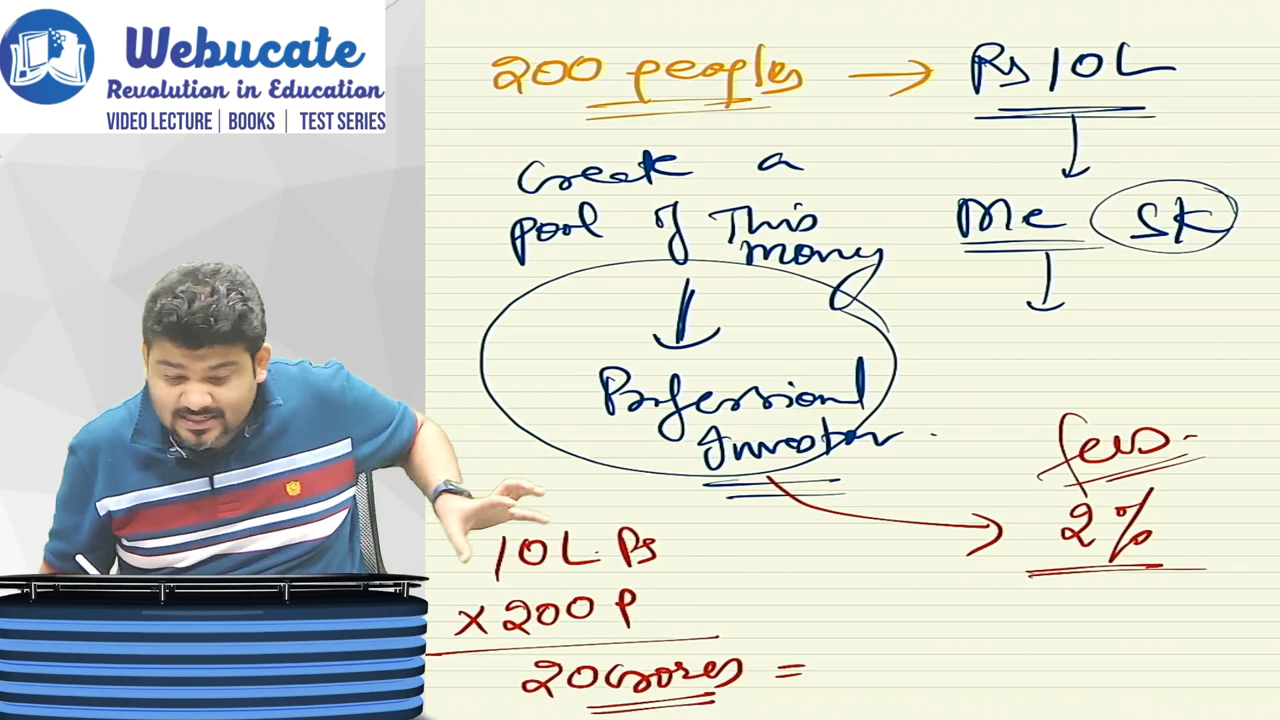 Webucate
Revolution in Education
VIDEO LECTURE | BOOKS | TEST SERIES
200 peoples → Rs 10L
Create a
pool of This
money
Me SK
Professional
Investor.
fees.
2%
10L. Rs
× 200 P
20 crores =